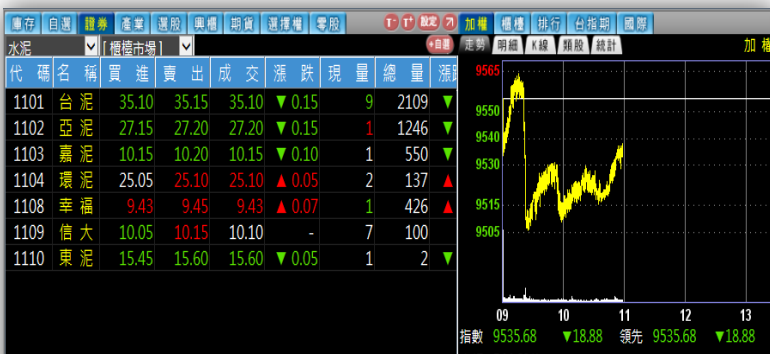 庫存 自選 證券 產業 選股 興櫃 期貨 選擇權 零股 T- T+ 設定
加權 櫃檯 排行 台指期 國際
水泥 [櫃檯市場] +自選
走勢 明細 K線 類股 統計 加權
代碼 名稱 買進 賣出 成交 漲跌 現量 總量 漲跌
1101 台泥 35.10 35.15 35.10 ▼0.15 9 2109 ▼
1102 亞泥 27.15 27.20 27.20 ▼0.15 1 1246 ▼
1103 嘉泥 10.15 10.20 10.15 ▼0.10 1 550 ▼
1104 環泥 25.05 25.10 25.10 ▲0.05 2 137 ▲
1108 幸福 9.43 9.45 9.43 ▲0.07 1 426 ▲
1109 信大 10.05 10.15 10.10 - 7 100
1110 東泥 15.45 15.60 15.60 ▼0.05 1 2 ▼
9565
9550
9540
9530
9515
9505
09 10 11 12 13
指數 9535.68 ▼18.88 領先 9535.68 ▼18.88